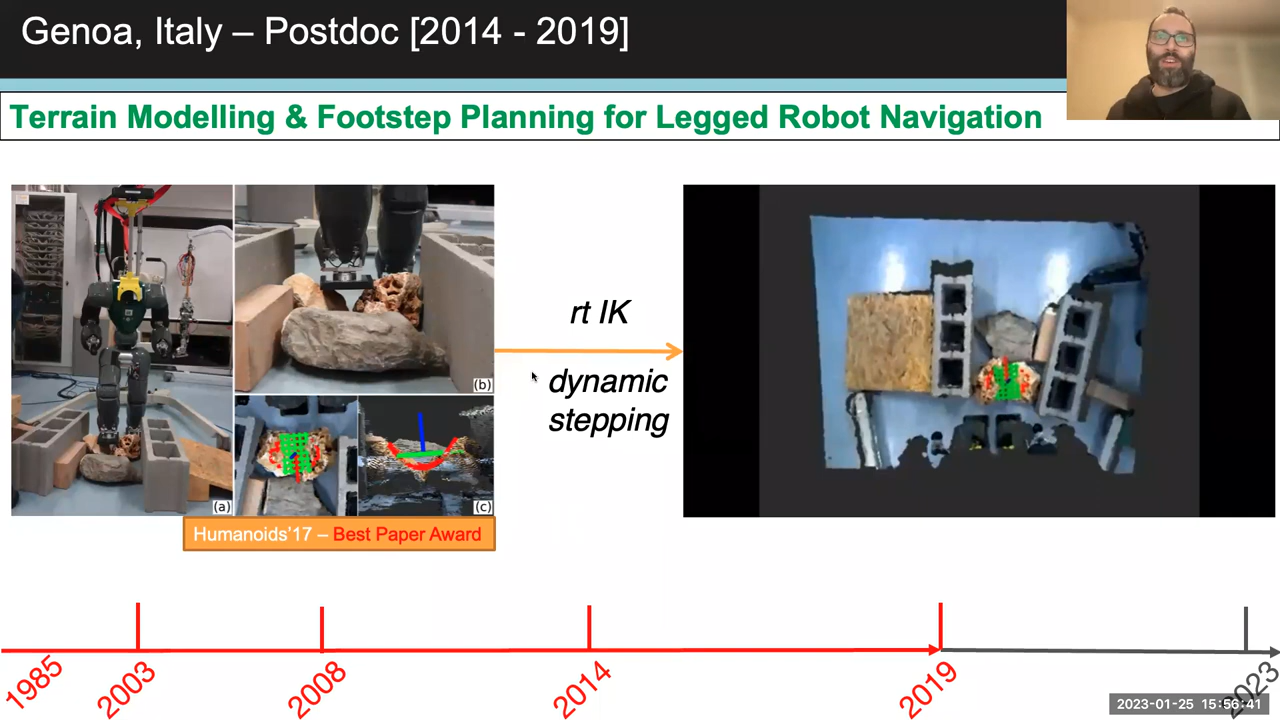 Genoa, Italy – Postdoc [2014 - 2019]
Terrain Modelling & Footstep Planning for Legged Robot Navigation
rt IK
dynamic
stepping
(b)
(a)
(c)
Humanoids'17 – Best Paper Award
1985
2003
2008
2014
2019
2023
2023-01-25 15:56:41